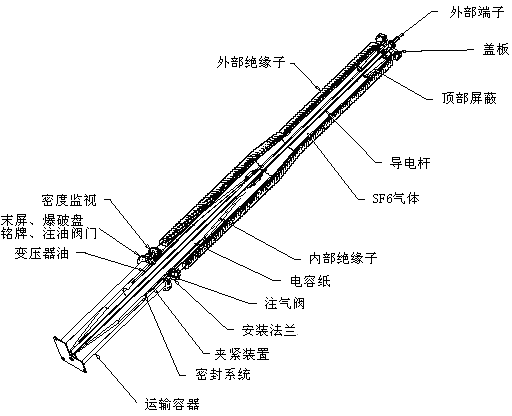 外部端子
盖板
外部绝缘子
顶部屏蔽
导电杆
SF6气体
密度监视
末屏、爆破盘
铭牌、注油阀门
变压器油
内部绝缘子
电容纸
注气阀
安装法兰
夹紧装置
密封系统
运输容器